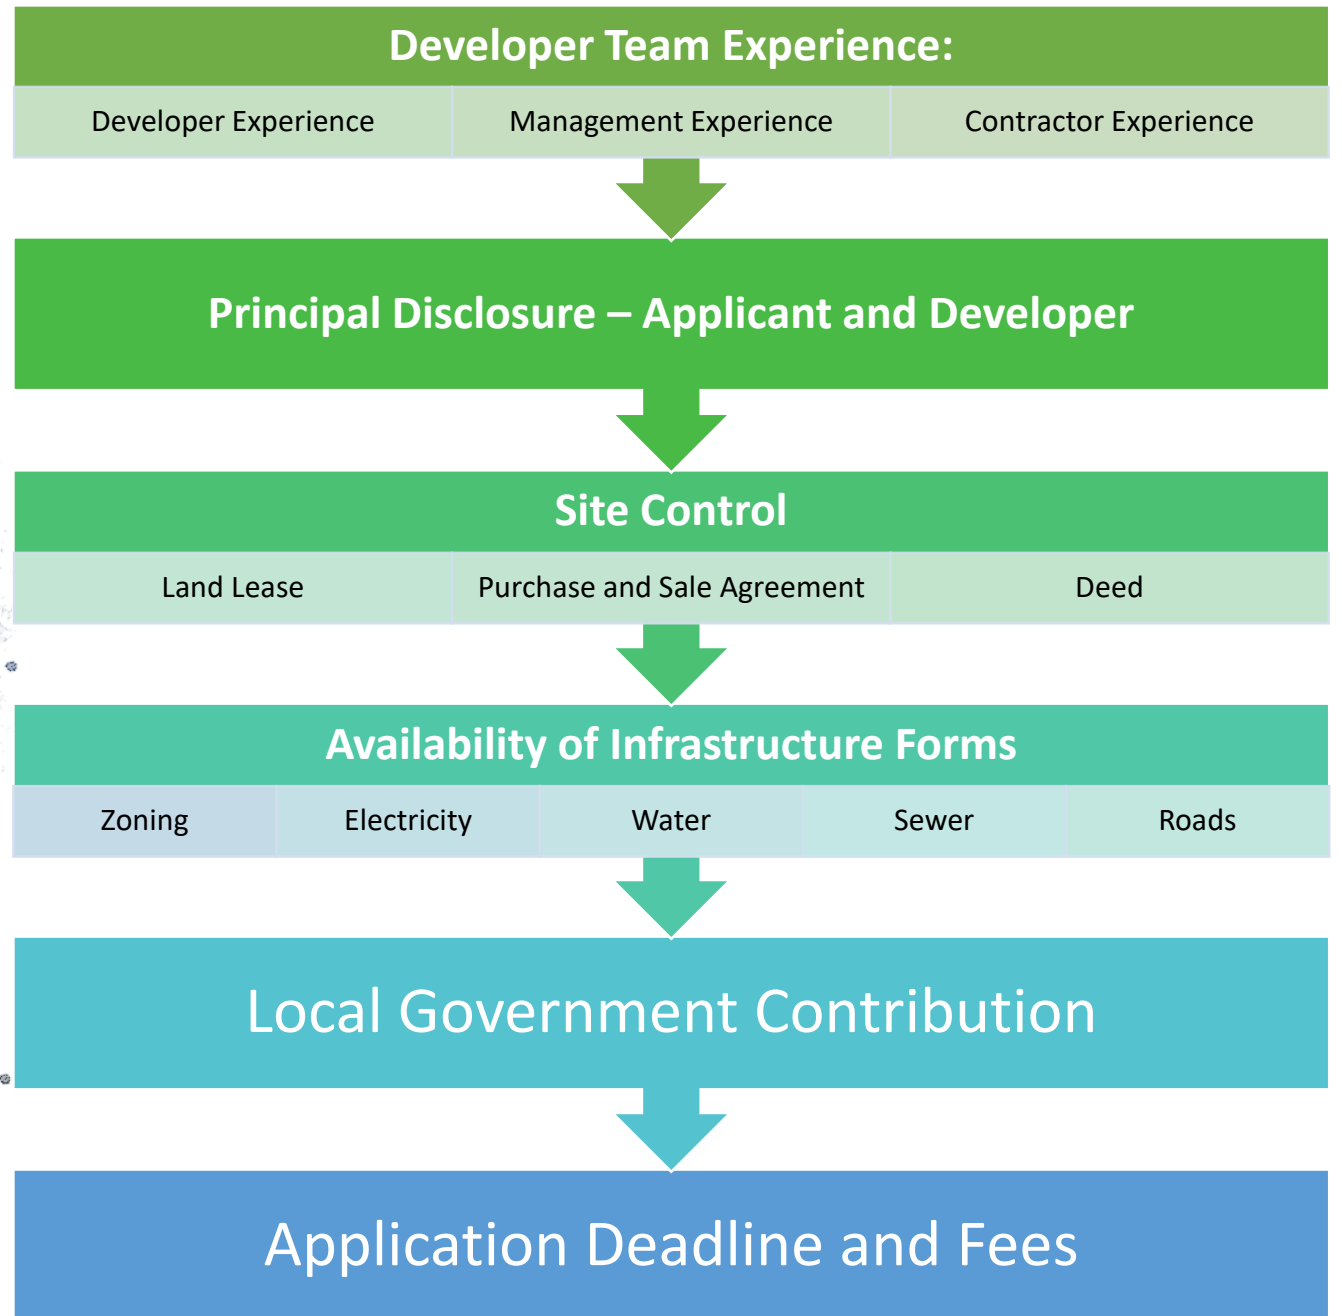 Developer Team Experience:
Developer Experience
Management Experience
Contractor Experience
Principal Disclosure – Applicant and Developer
Site Control
Land Lease
Purchase and Sale Agreement
Deed
Availability of Infrastructure Forms
Zoning
Electricity
Water
Sewer
Roads
Local Government Contribution
Application Deadline and Fees